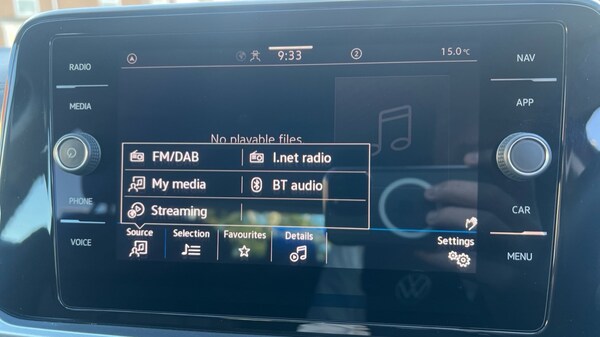 RADIO
MEDIA
PHONE
VOICE
9:33
2
15.0°C
No playable files.
FM/DAB
I.net radio
My media
BT audio
Streaming
Source
Selection
Favourites
Details
Settings
NAV
APP
CAR
MENU